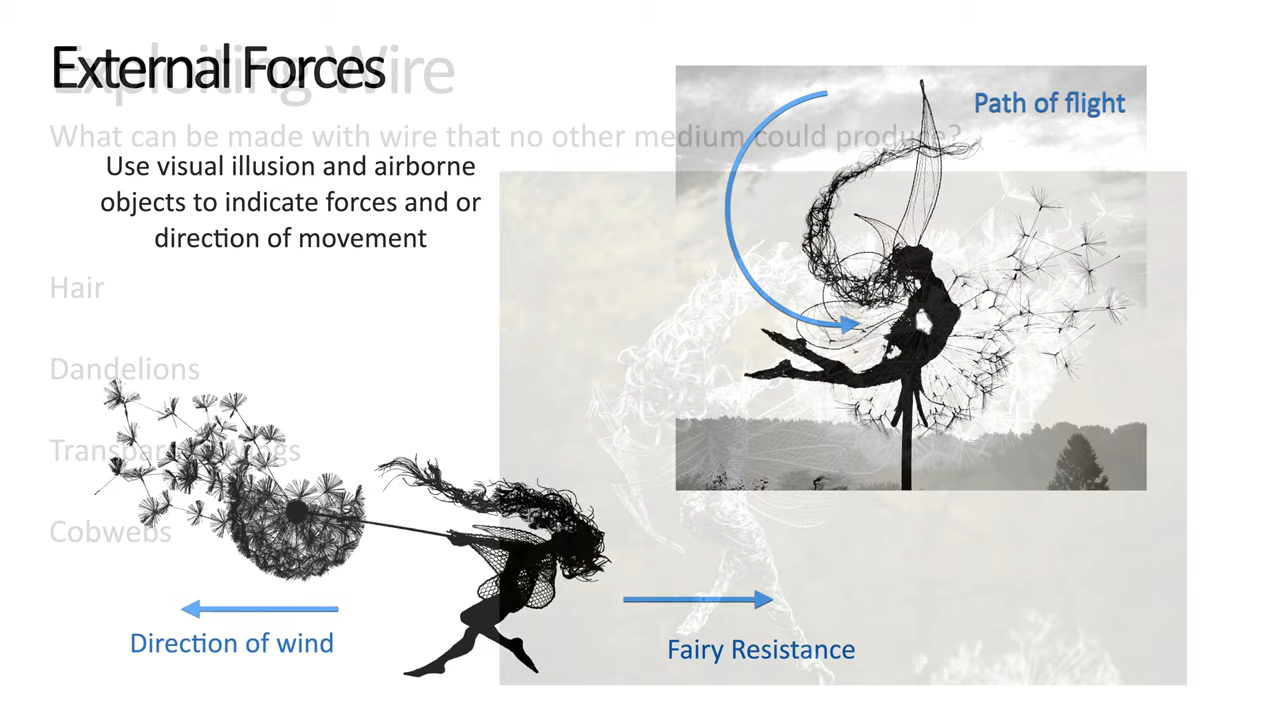 External Forces
Exploiting Wire
What can be made with wire that no other medium could produce?
Use visual illusion and airborne
objects to indicate forces and or
direction of movement
Path of flight
Hair
Dandelions
Transparent Wings
Cobwebs
Direction of wind
Fairy Resistance